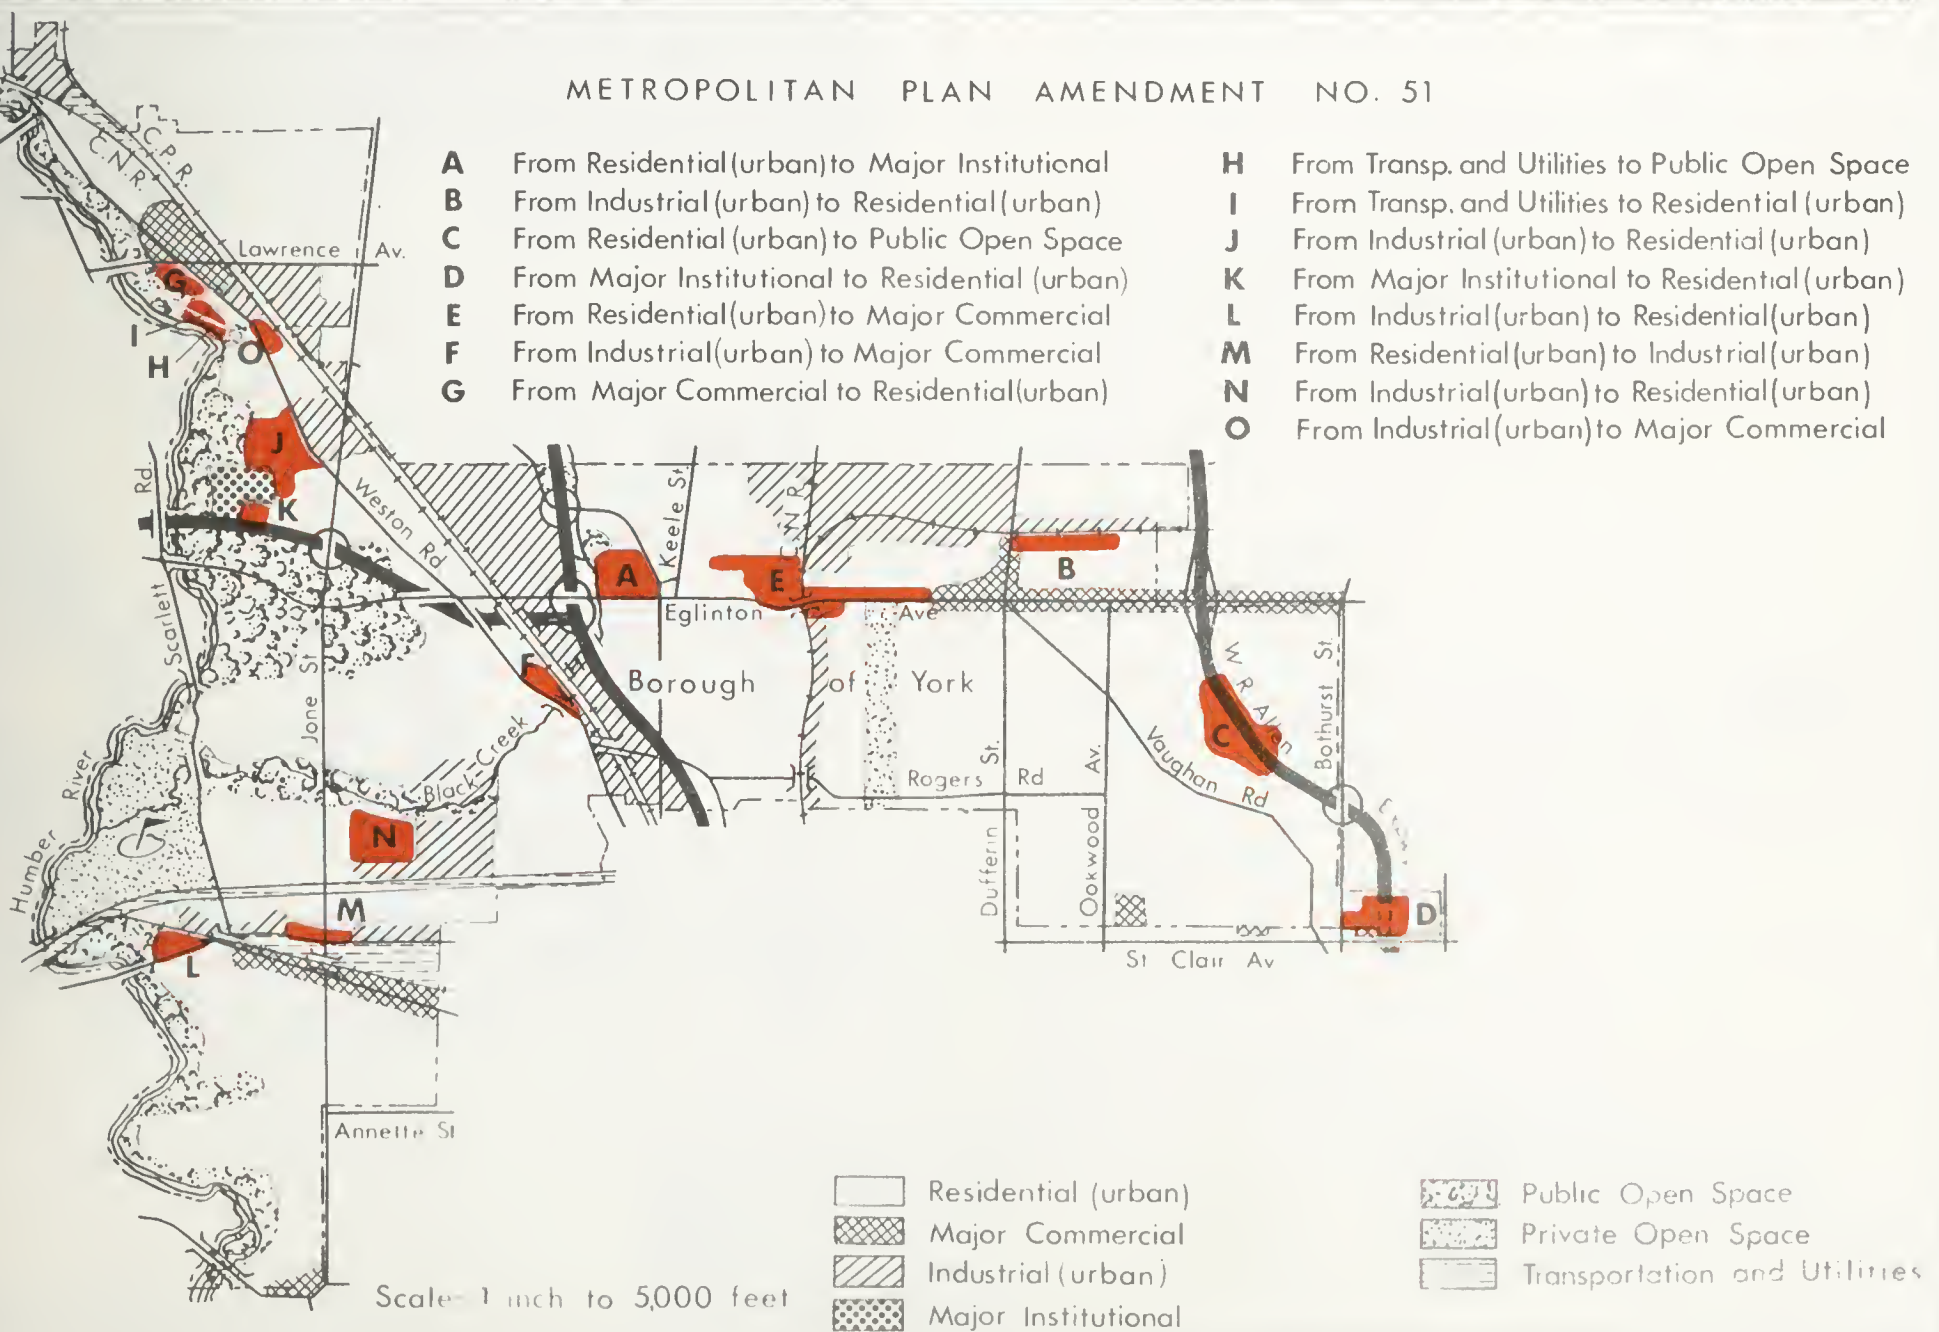 METROPOLITAN PLAN AMENDMENT NO. 51
A From Residential (urban) to Major Institutional
B From Industrial (urban) to Residential (urban)
C From Residential (urban) to Public Open Space
D From Major Institutional to Residential (urban)
E From Residential (urban) to Major Commercial
F From Industrial (urban) to Major Commercial
G From Major Commercial to Residential (urban)
H From Transp. and Utilities to Public Open Space
I From Transp. and Utilities to Residential (urban)
J From Industrial (urban) to Residential (urban)
K From Major Institutional to Residential (urban)
L From Industrial (urban) to Residential (urban)
M From Residential (urban) to Industrial (urban)
N From Industrial (urban) to Residential (urban)
O From Industrial (urban) to Major Commercial
C.P.R.
C.N.R.
Lawrence Av.
G
I
H
O
J
K
Scarlett Rd.
Weston Rd
Keele St
C N R
A
E
B
Eglinton Ave
F
Borough of York
Jane St
Black Creek
Humber River
N
M
L
Rogers Rd
Dufferin St.
Oakwood Av.
Vaughan Rd
W R Allen
C
Bathurst St.
D
St Clair Av
Annette St
Scale 1 inch to 5,000 feet
Residential (urban)
Major Commercial
Industrial (urban)
Major Institutional
Public Open Space
Private Open Space
Transportation and Utilities